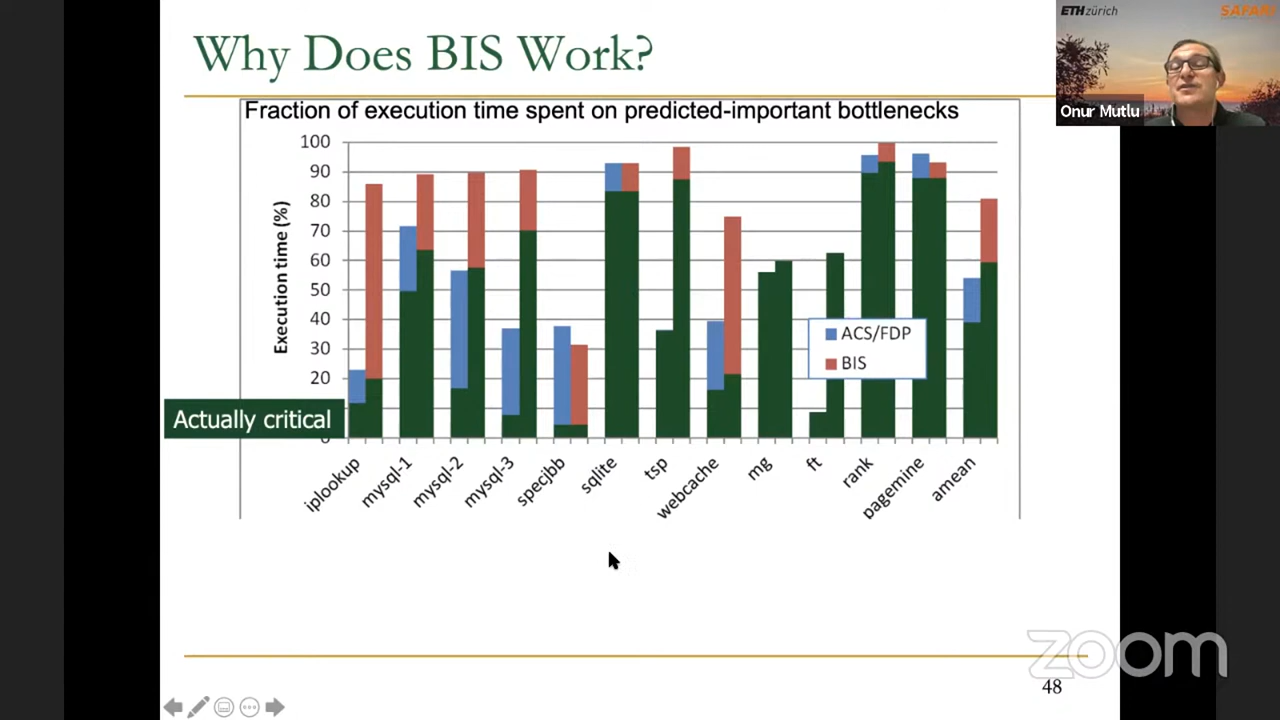 Why Does BIS Work?
ETH zürich
SAFARI
Onur Mutlu
Fraction of execution time spent on predicted-important bottlenecks
Execution time (%)
100
90
80
70
60
50
40
30
20
0
Actually critical
ACS/FDP
BIS
iplookup
mysql-1
mysql-2
mysql-3
specjbb
sqlite
tsp
webcache
mg
ft
rank
pagemine
amean
zoom
48